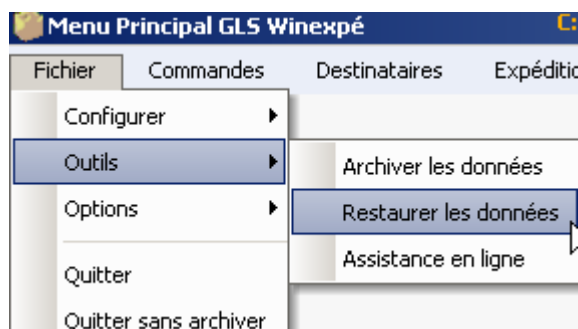 Menu Principal GLS Winexpé C:
Fichier Commandes Destinataires Expéditio
Configurer
Outils Archiver les données
Options Restaurer les données
Assistance en ligne
Quitter
Quitter sans archiver